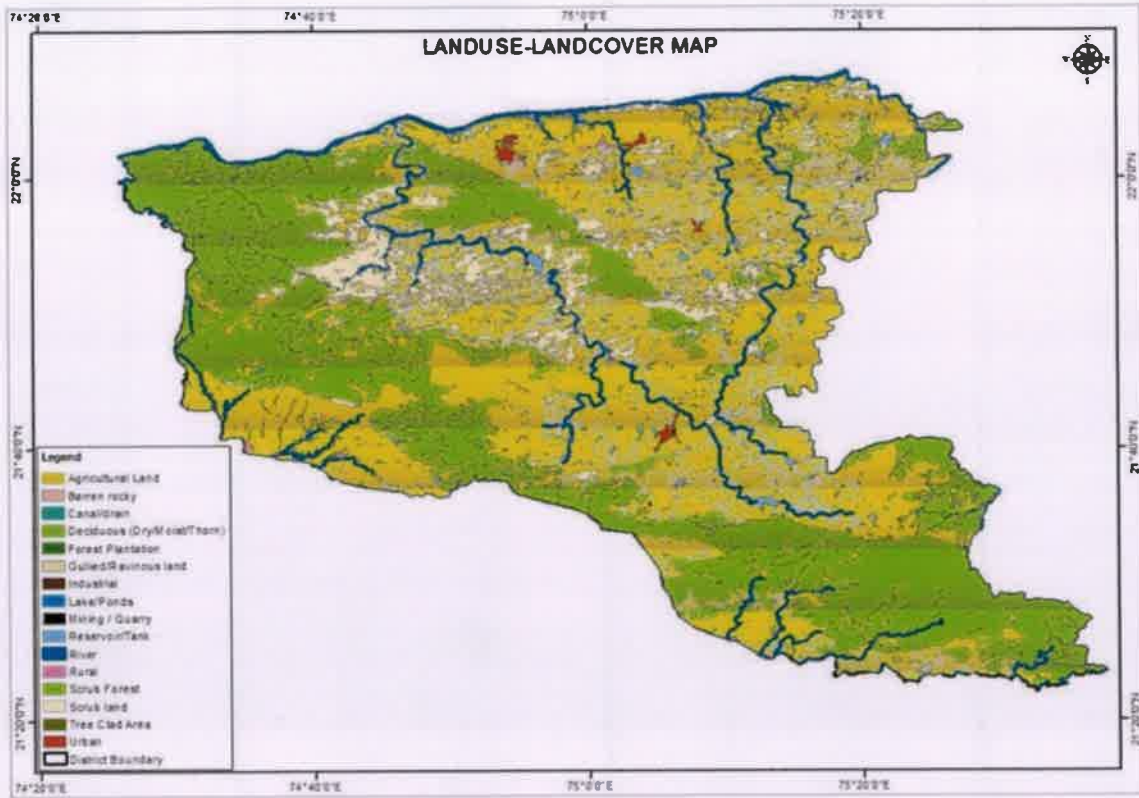 74°20'0"E 74°40'0"E 75°0'0"E 75°20'0"E
LANDUSE-LANDCOVER MAP
22°0'0"N 22°0'0"N
21°40'0"N 21°40'0"N
Legend
Agricultural Land
Barren rocky
Canal/drain
Deciduous (Dry/Moist/Thorn)
Forest Plantation
Gullied/Ravinous land
Industrial
Lake/Ponds
Mining / Quarry
Reservoir/Tank
River
Rural
Scrub Forest
Scrub land
Tree Clad Area
Urban
District Boundary
21°20'0"N 21°20'0"N
74°20'0"E 74°40'0"E 75°0'0"E 75°20'0"E